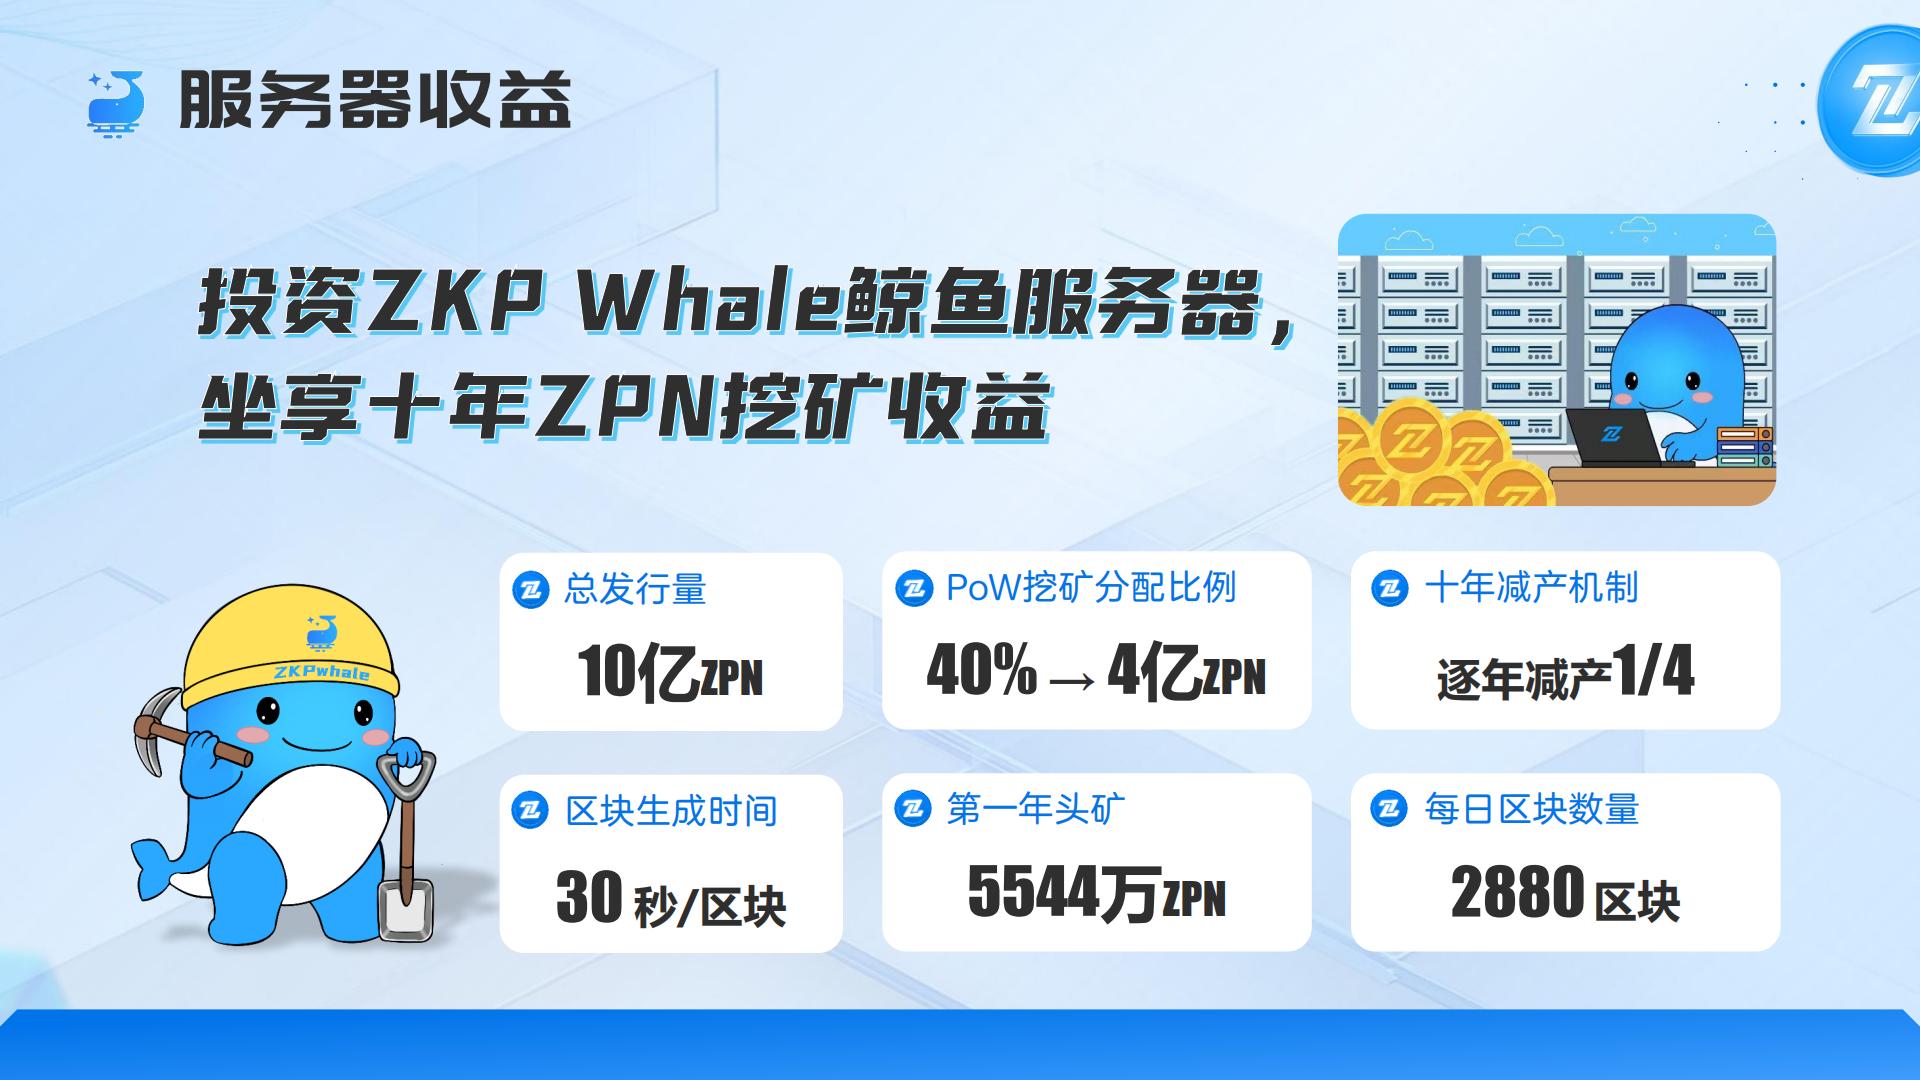 服务器收益
投资ZKP Whale鲸鱼服务器，
坐享十年ZPN挖矿收益
ZKPwhale
总发行量
10亿ZPN
PoW挖矿分配比例
40% → 4亿ZPN
十年减产机制
逐年减产1/4
区块生成时间
30 秒/区块
第一年头矿
5544万ZPN
每日区块数量
2880 区块